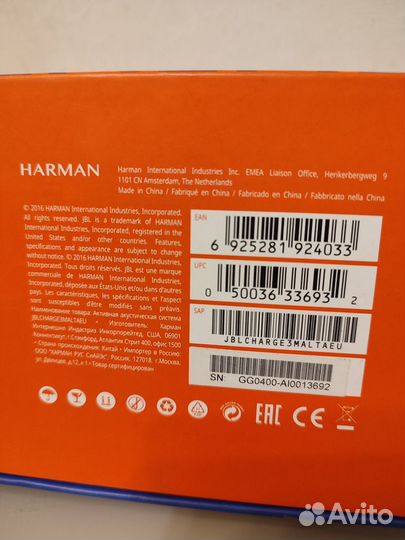 HARMAN
Harman International Industries Inc. EMEA Liaison Office, Herikerbergweg 9
1101 CN Amsterdam, The Netherlands
Made in China / Fabriqué en China / Fabricado en China / Fabbricato nella China
© 2016 HARMAN International Industries, Incorporated.
All rights reserved. JBL is a trademark of HARMAN
International Industries, Incorporated, registered in the
United States and/or other countries. Features,
specifications and appearance are subject to change
without notice. © 2016 HARMAN International Industries,
Incorporated. Tous droits réservés. JBL est une marque
commerciale de HARMAN International Industries,
Incorporated, déposée aux États-Unis et/ou dans d'autres
pays. Les caractéristiques, les spécifications et l'aspect
sont susceptibles d'être modifiés sans préavis.
Наименование товара: Активная акустическая система
JBLCHARGE3MALTAEU • Изготовитель: Харман
Интернешнл Индастриз Инкорпорейтед, США, 06901
Коннектикут, г.Стэмфорд, Атлантик Стрит 400, офис 1500
• Страна происхождения: Китай • Импортер в Россию:
ООО "ХАРМАН РУС СиАйЭс", Россия, 127018, г.Москва,
ул.Двинцев, д.12, к.1 • Товар сертифицирован
EAN
6 925281 924033
UPC
0 50036 33693 2
SAP
JBLCHARGE3MALTAEU
SN: GG0400-AI0013692
EAC CE
Avito